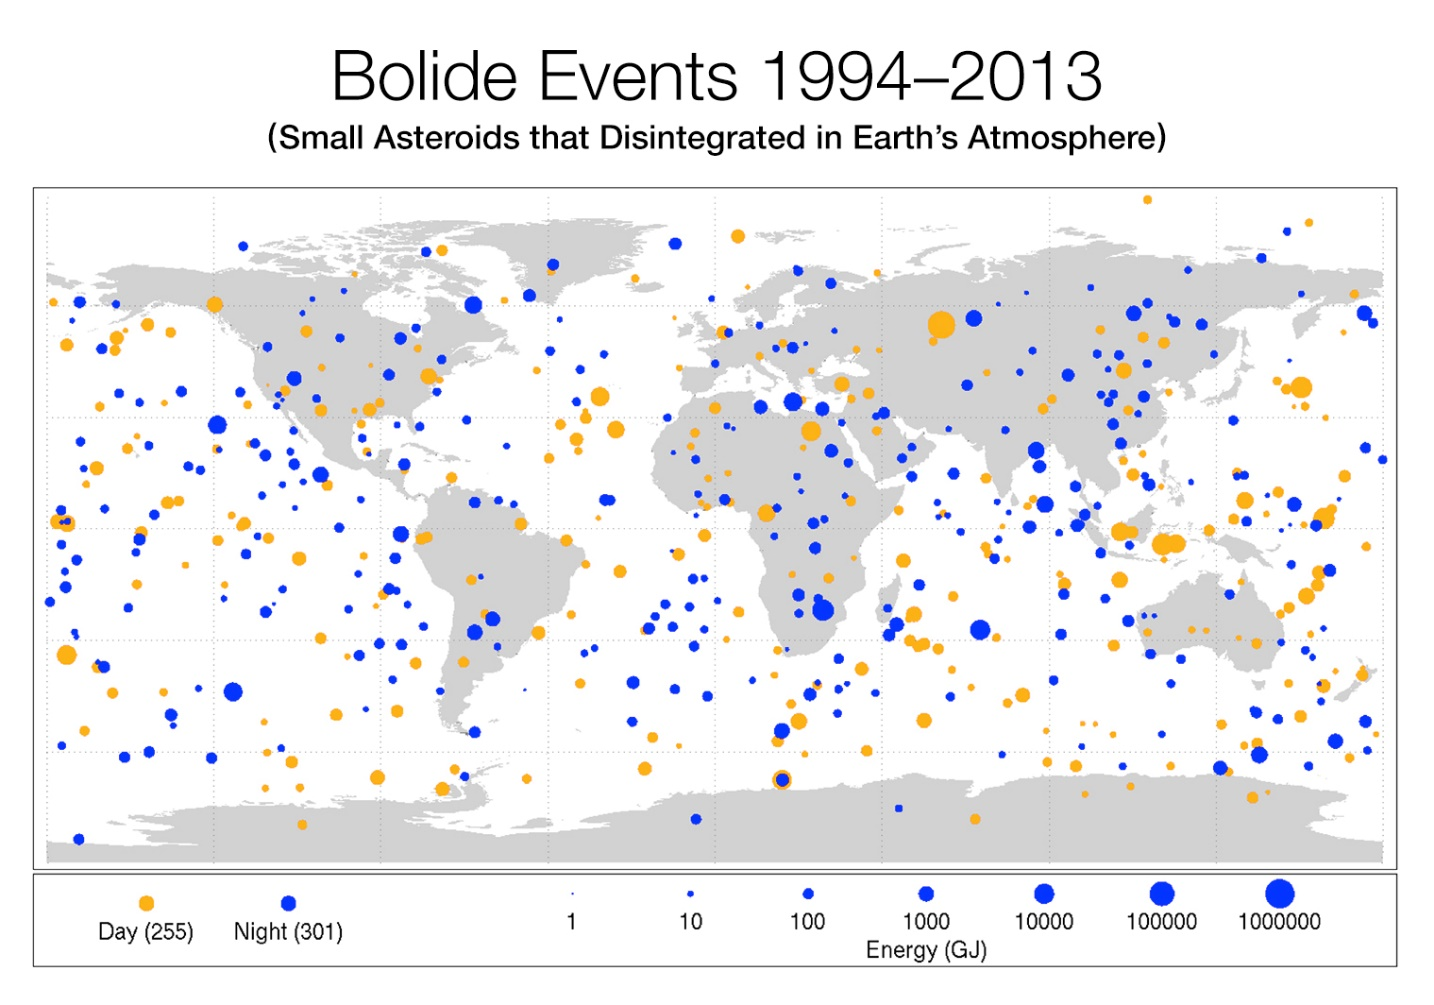 Bolide Events 1994–2013
(Small Asteroids that Disintegrated in Earth's Atmosphere)
Day (255) Night (301)
1 10 100 1000 10000 100000 1000000
Energy (GJ)